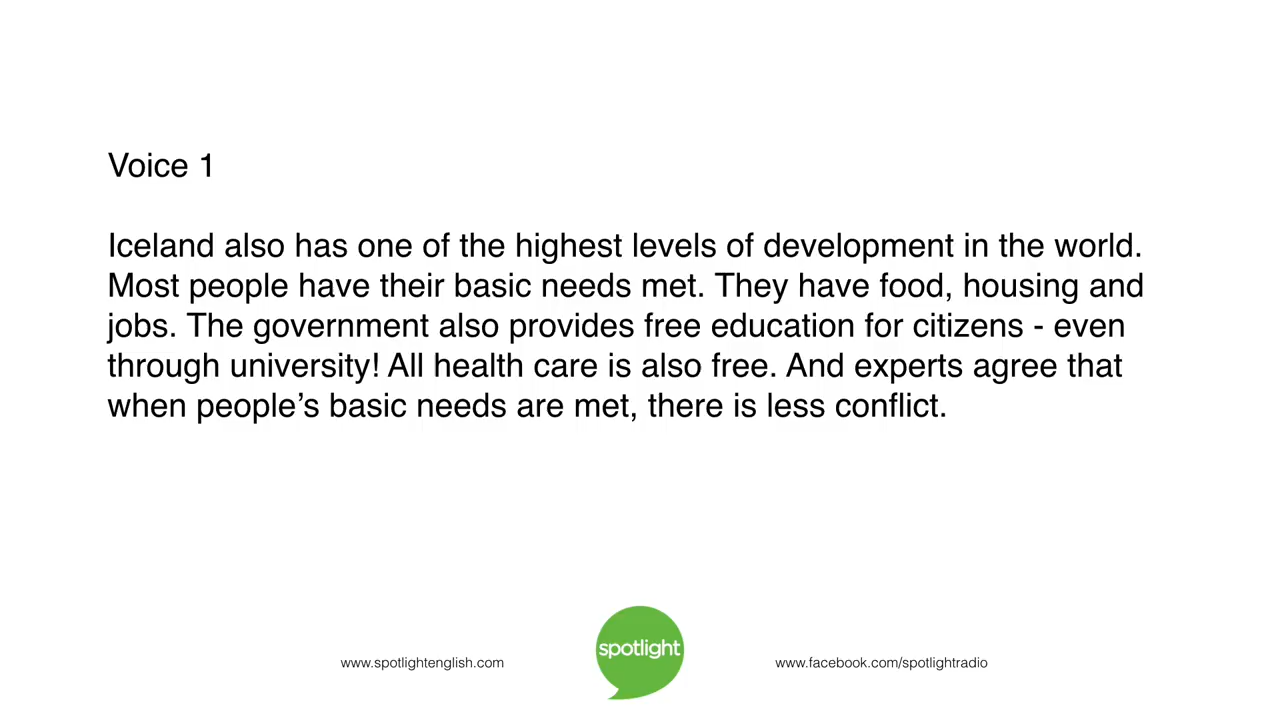 Voice 1
Iceland also has one of the highest levels of development in the world.
Most people have their basic needs met. They have food, housing and
jobs. The government also provides free education for citizens - even
through university! All health care is also free. And experts agree that
when people’s basic needs are met, there is less conflict.
www.spotlightenglish.com
spotlight
www.facebook.com/spotlightradio